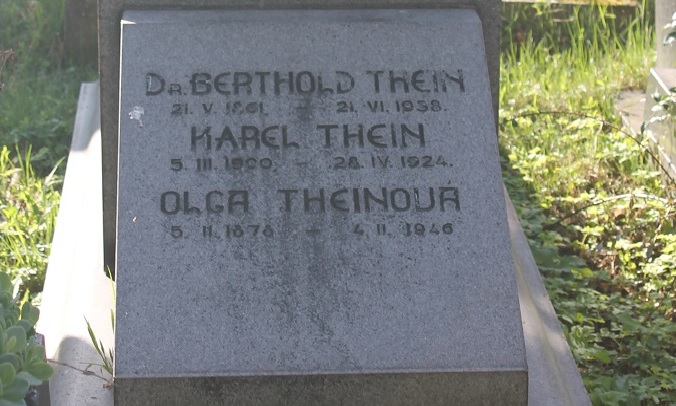 DR. BERTHOLD THEIN
21. V. 1861. — 21. VI. 1938.
KAREL THEIN
5. III. 1900 — 28. IV. 1924.
OLGA THEINOVÁ
5. II. 1876 — 4. II. 1946